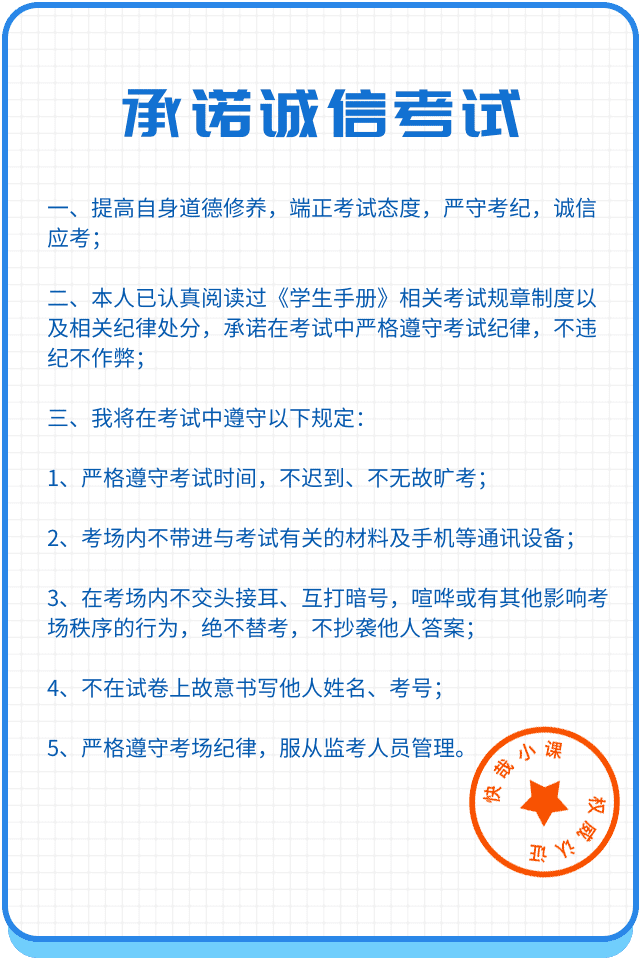 承诺诚信考试
一、提高自身道德修养，端正考试态度，严守考纪，诚信
应考；
二、本人已认真阅读过《学生手册》相关考试规章制度以
及相关纪律处分，承诺在考试中严格遵守考试纪律，不违
纪不作弊；
三、我将在考试中遵守以下规定：
1、严格遵守考试时间，不迟到、不无故旷考；
2、考场内不带进与考试有关的材料及手机等通讯设备；
3、在考场内不交头接耳、互打暗号，喧哗或有其他影响考
场秩序的行为，绝不替考，不抄袭他人答案；
4、不在试卷上故意书写他人姓名、考号；
5、严格遵守考场纪律，服从监考人员管理。
快哉小课
权威认证